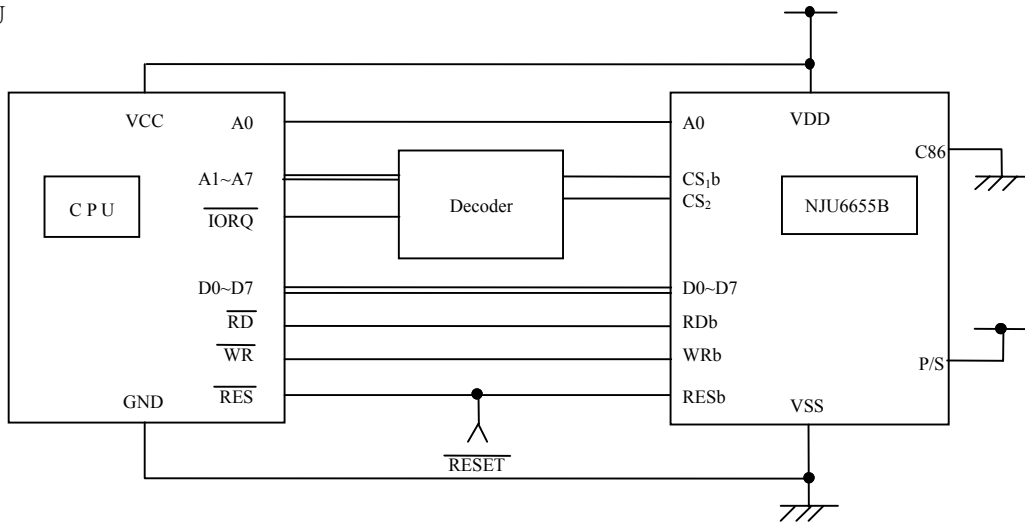 U
VCC
A0
A1~A7
CPU
IORQ
D0~D7
RD
WR
GND
RES
RESET
Decoder
A0
VDD
C86
CS₁b
CS₂
NJU6655B
D0~D7
RDb
WRb
P/S
RESb
VSS